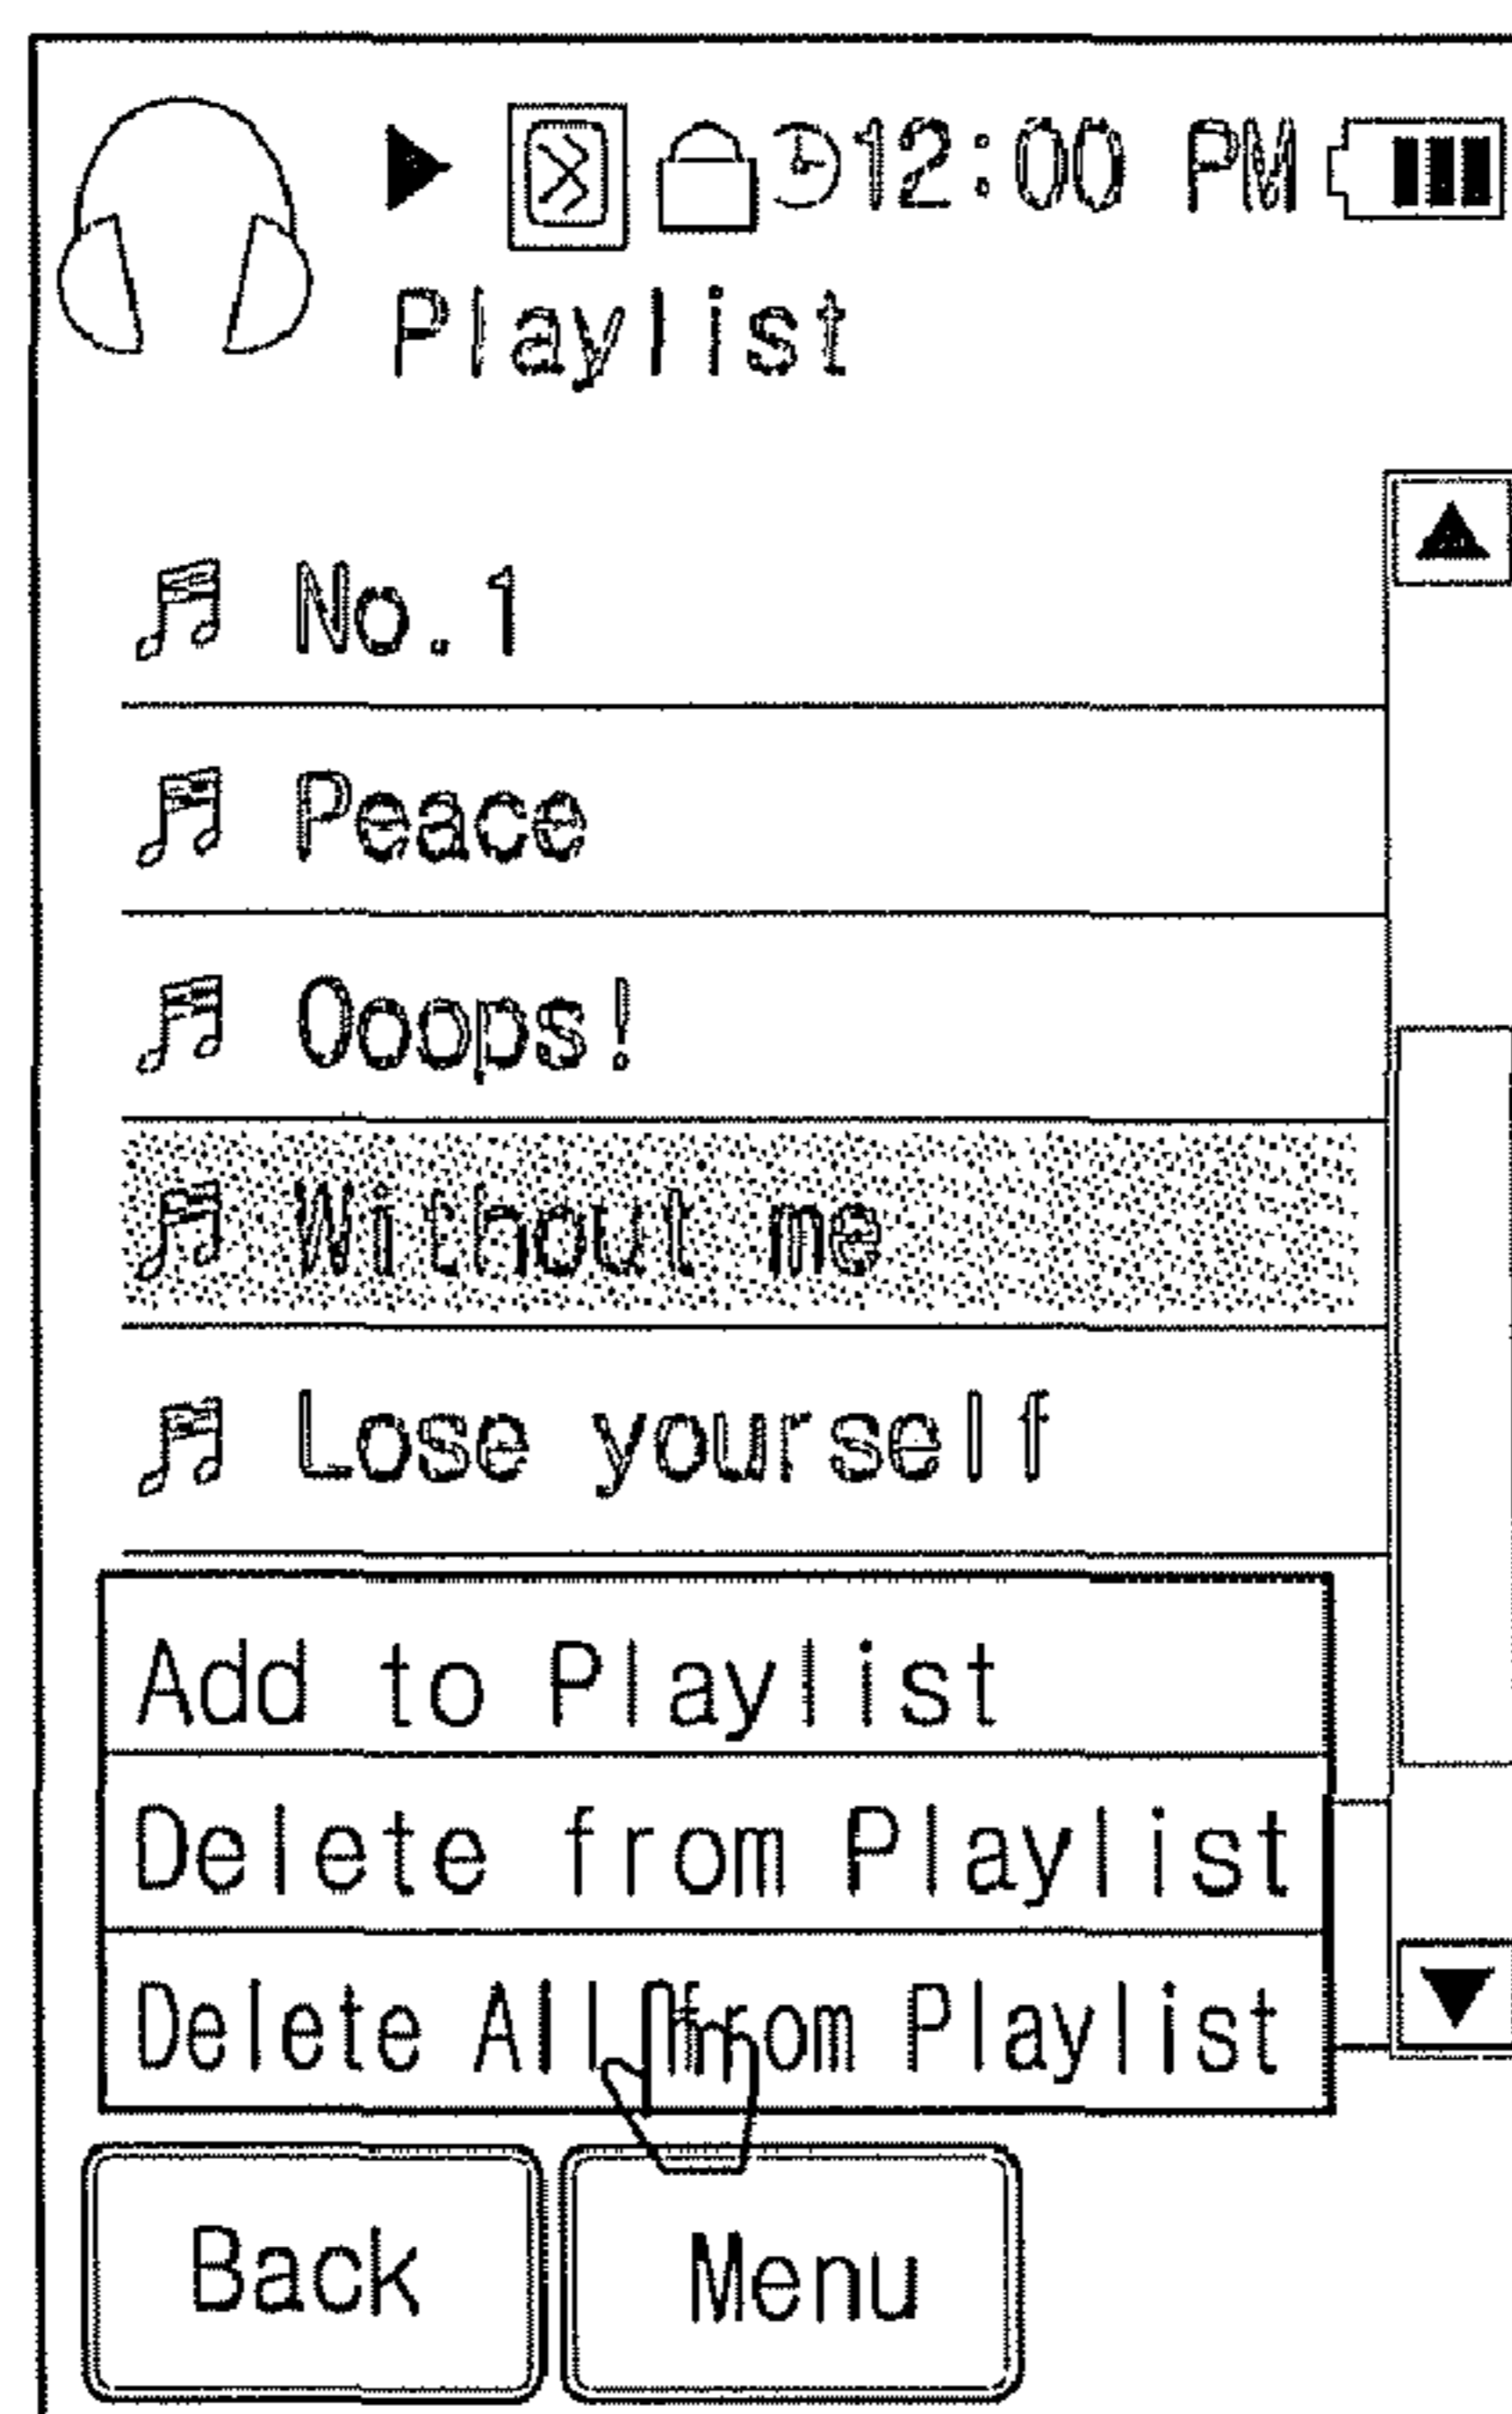 12:00 PM
Playlist
No.1
Peace
Ooops!
Without me
Lose yourself
Add to Playlist
Delete from Playlist
Delete All from Playlist
Back
Menu